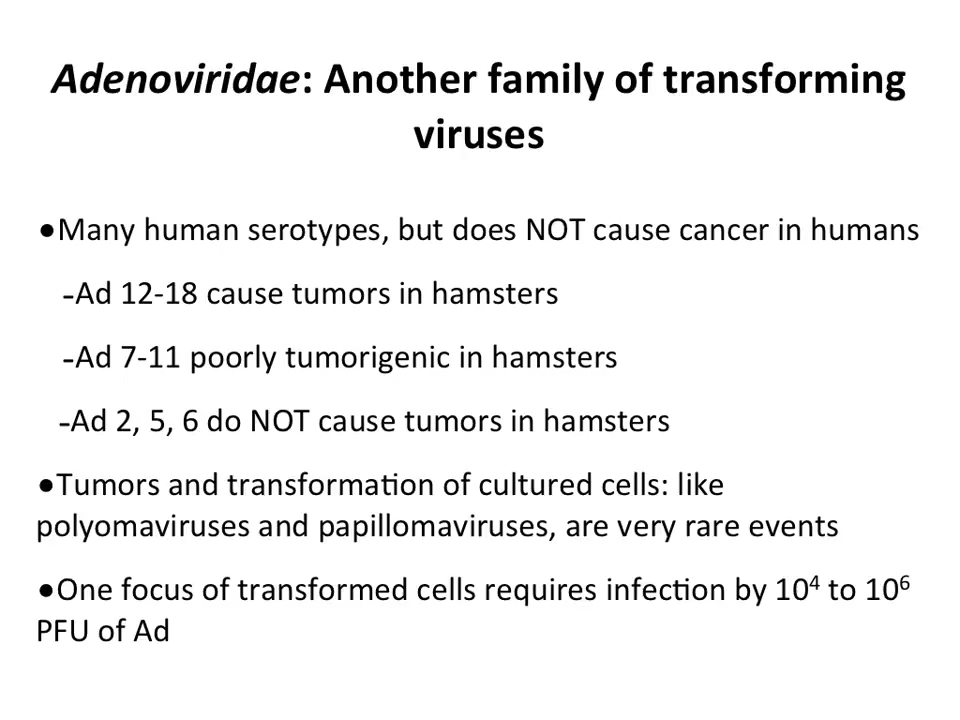 Adenoviridae: Another family of transforming
viruses
●Many human serotypes, but does NOT cause cancer in humans
-Ad 12-18 cause tumors in hamsters
-Ad 7-11 poorly tumorigenic in hamsters
-Ad 2, 5, 6 do NOT cause tumors in hamsters
●Tumors and transformation of cultured cells: like
polyomaviruses and papillomaviruses, are very rare events
●One focus of transformed cells requires infection by 10⁴ to 10⁶
PFU of Ad